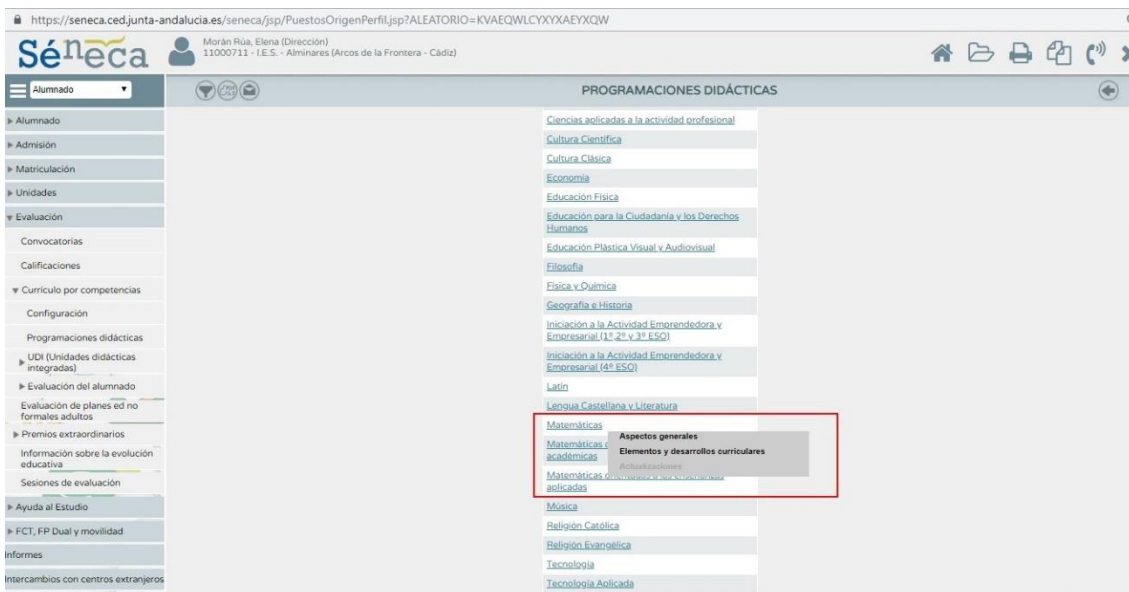 https://seneca.ced.junta-andalucia.es/seneca/jsp/PuestosOrigenPerfil.jsp?ALEATORIO=KVAEQWLCYXYXAEYXQW
Séneca
Morán Rúa, Elena (Dirección)
11000711 - I.E.S. - Alminares (Arcos de la Frontera - Cádiz)
Alumnado
PROGRAMACIONES DIDÁCTICAS
Alumnado
Admisión
Matriculación
Unidades
Evaluación
Convocatorias
Calificaciones
Currículo por competencias
Configuración
Programaciones didácticas
UDI (Unidades didácticas
integradas)
Evaluación del alumnado
Evaluación de planes ed no
formales adultos
Premios extraordinarios
Información sobre la evolución
educativa
Sesiones de evaluación
Ayuda al Estudio
FCT, FP Dual y movilidad
Informes
Intercambios con centros extranjeros
Ciencias aplicadas a la actividad profesional
Cultura Científica
Cultura Clásica
Economía
Educación Física
Educación para la Ciudadanía y los Derechos
Humanos
Educación Plástica Visual y Audiovisual
Filosofía
Física y Química
Geografía e Historia
Iniciación a la Actividad Emprendedora y
Empresarial (1º,2º y 3º ESO)
Iniciación a la Actividad Emprendedora y
Empresarial (4º ESO)
Latín
Lengua Castellana y Literatura
Matemáticas
Matemáticas
académicas
Matemáticas
aplicadas
Aspectos generales
Elementos y desarrollos curriculares
Actualizaciones
Música
Religión Católica
Religión Evangélica
Tecnología
Tecnología Aplicada